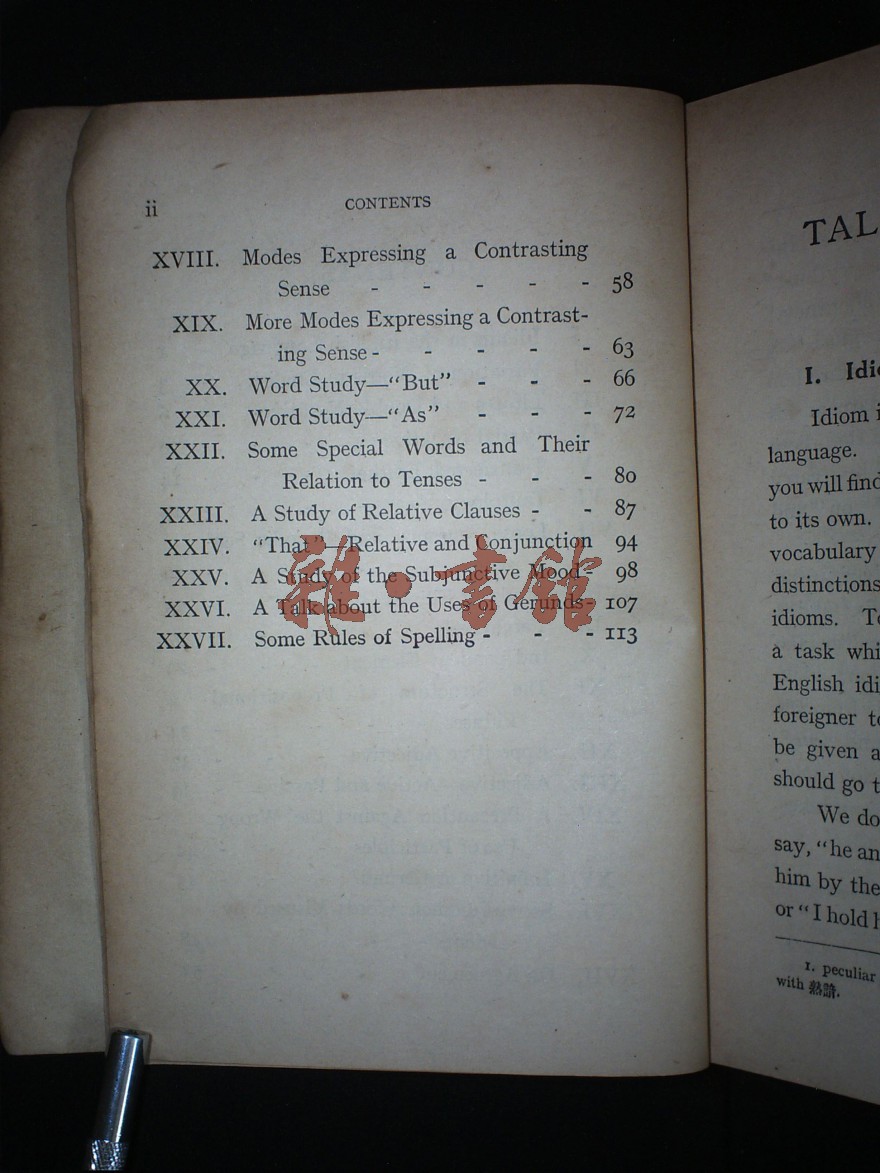 ii
CONTENTS
XVIII. Modes Expressing a Contrasting
Sense - - - - - 58
XIX. More Modes Expressing a Contrast-
ing Sense - - - - - 63
XX. Word Study—“But” - - - 66
XXI. Word Study—“As” - - - - 72
XXII. Some Special Words and Their
Relation to Tenses - - - 80
XXIII. A Study of Relative Clauses - - 87
XXIV. “That”—Relative and Conjunction 94
XXV. A Study of the Subjunctive Mood - 98
XXVI. A Talk about the Uses of Gerunds - 107
XXVII. Some Rules of Spelling - - - 113
雜·書館
TAL
I. Idi
Idiom i
language.
you will find
to its own.
vocabulary
distinctions
idioms. T
a task whi
English idi
foreigner t
be given a
should go t
We do
say, “he an
him by the
or “I hold h
1. peculiar
with 熟諳.